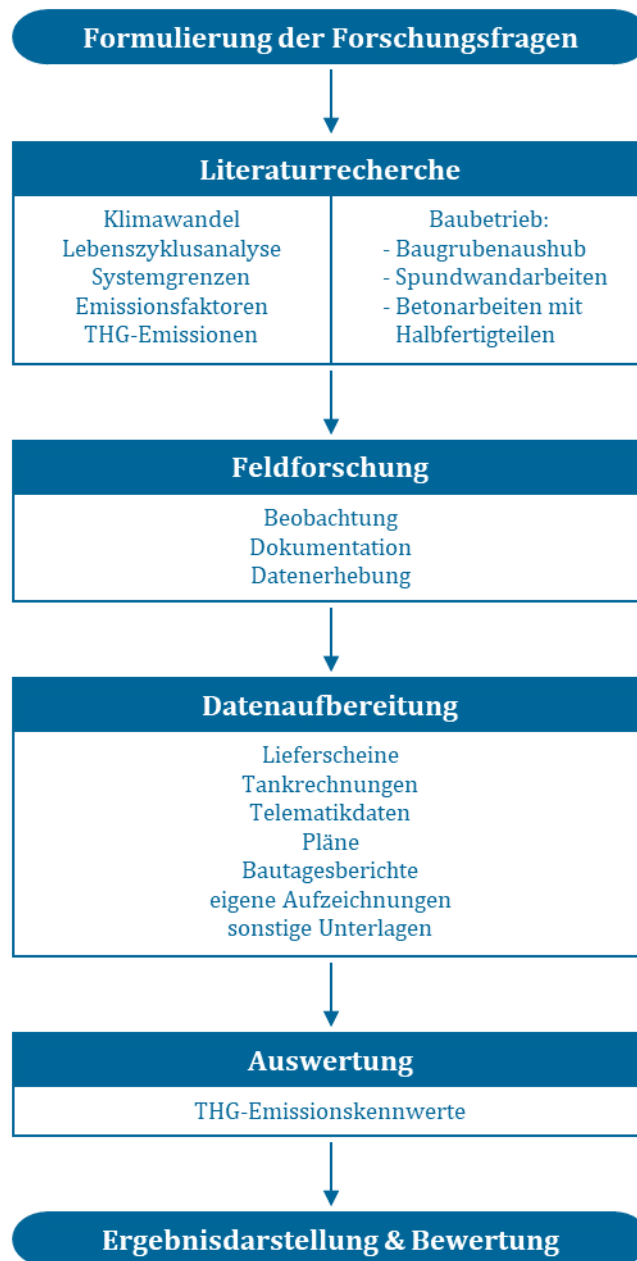 Formulierung der Forschungsfragen
Literaturrecherche
Klimawandel
Lebenszyklusanalyse
Systemgrenzen
Emissionsfaktoren
THG-Emissionen
Baubetrieb:
- Baugrubenaushub
- Spundwandarbeiten
- Betonarbeiten mit
Halbfertigteilen
Feldforschung
Beobachtung
Dokumentation
Datenerhebung
Datenaufbereitung
Lieferscheine
Tankrechnungen
Telematikdaten
Pläne
Bautagesberichte
eigene Aufzeichnungen
sonstige Unterlagen
Auswertung
THG-Emissionskennwerte
Ergebnisdarstellung & Bewertung